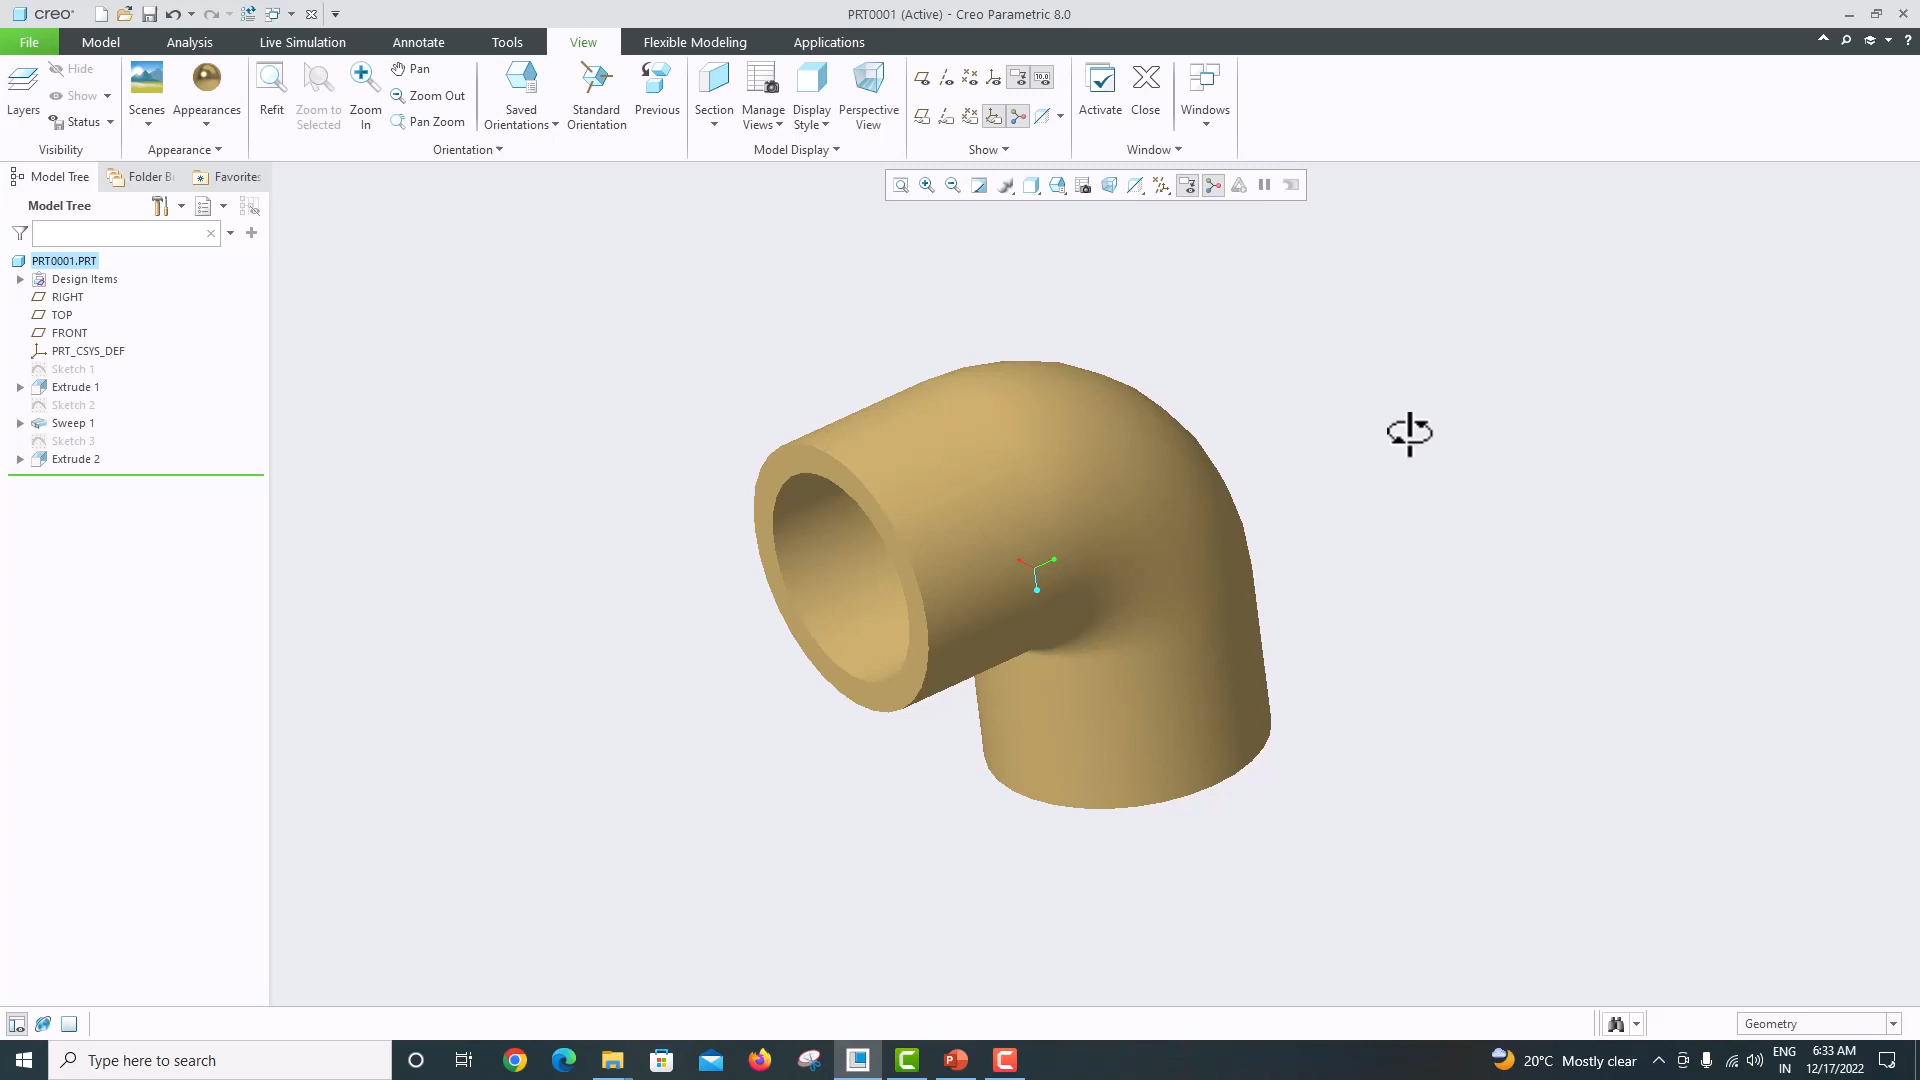 creo
PRT0001 (Active) - Creo Parametric 8.0
File Model Analysis Live Simulation Annotate Tools View Flexible Modeling Applications
Layers
Hide
Show
Status
Visibility
Scenes
Appearances
Appearance
Refit
Zoom to
Selected
Zoom
In
Pan
Zoom Out
Pan Zoom
Saved
Orientations
Standard
Orientation
Previous
Orientation
Section
Manage
Views
Display
Style
Perspective
View
Model Display
10.0
Show
Activate
Close
Windows
Window
Model Tree Folder B Favorites
Model Tree
PRT0001.PRT
Design Items
RIGHT
TOP
FRONT
PRT_CSYS_DEF
Sketch 1
Extrude 1
Sketch 2
Sweep 1
Sketch 3
Extrude 2
Geometry
Type here to search
20°C Mostly clear
ENG
IN
6:33 AM
12/17/2022